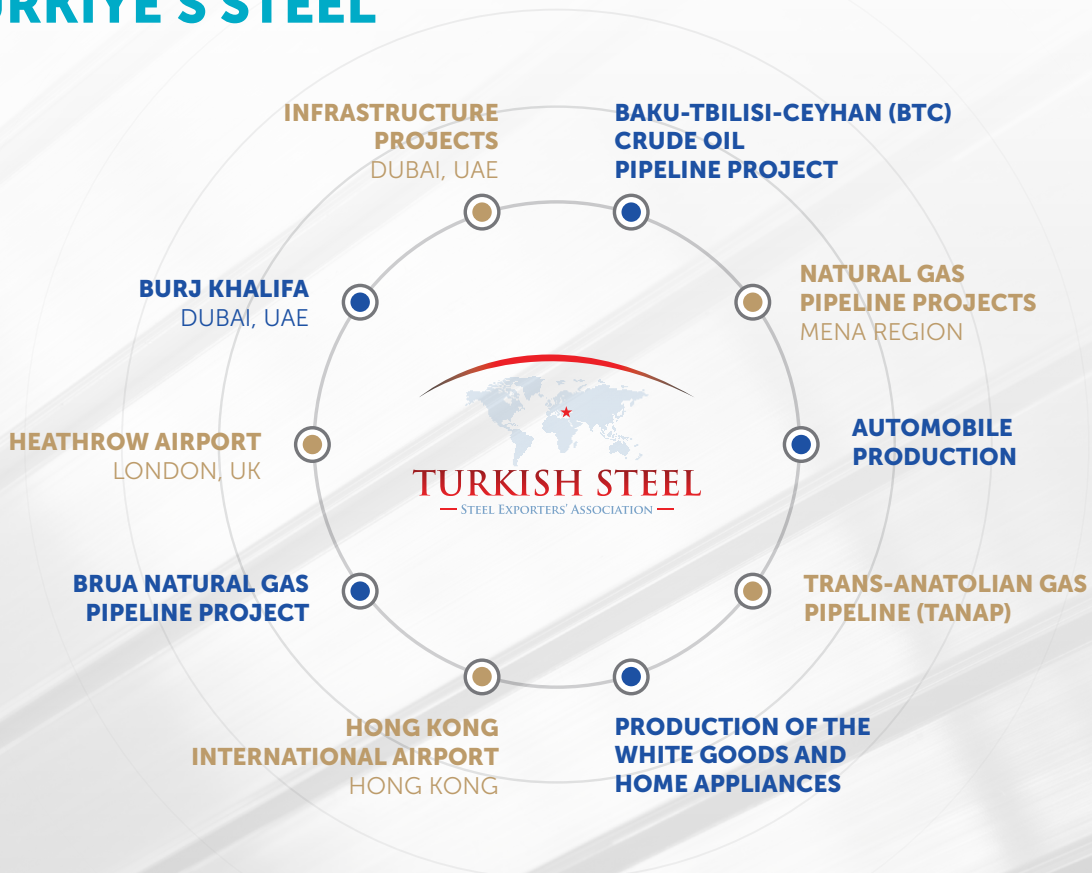 STEEL
INFRASTRUCTURE
PROJECTS
DUBAI, UAE
BAKU-TBILISI-CEYHAN (BTC)
CRUDE OIL
PIPELINE PROJECT
BURJ KHALIFA
DUBAI, UAE
NATURAL GAS
PIPELINE PROJECTS
MENA REGION
HEATHROW AIRPORT
LONDON, UK
TURKISH STEEL
STEEL EXPORTERS' ASSOCIATION
AUTOMOBILE
PRODUCTION
BRUA NATURAL GAS
PIPELINE PROJECT
TRANS-ANATOLIAN GAS
PIPELINE (TANAP)
HONG KONG
INTERNATIONAL AIRPORT
HONG KONG
PRODUCTION OF THE
WHITE GOODS AND
HOME APPLIANCES